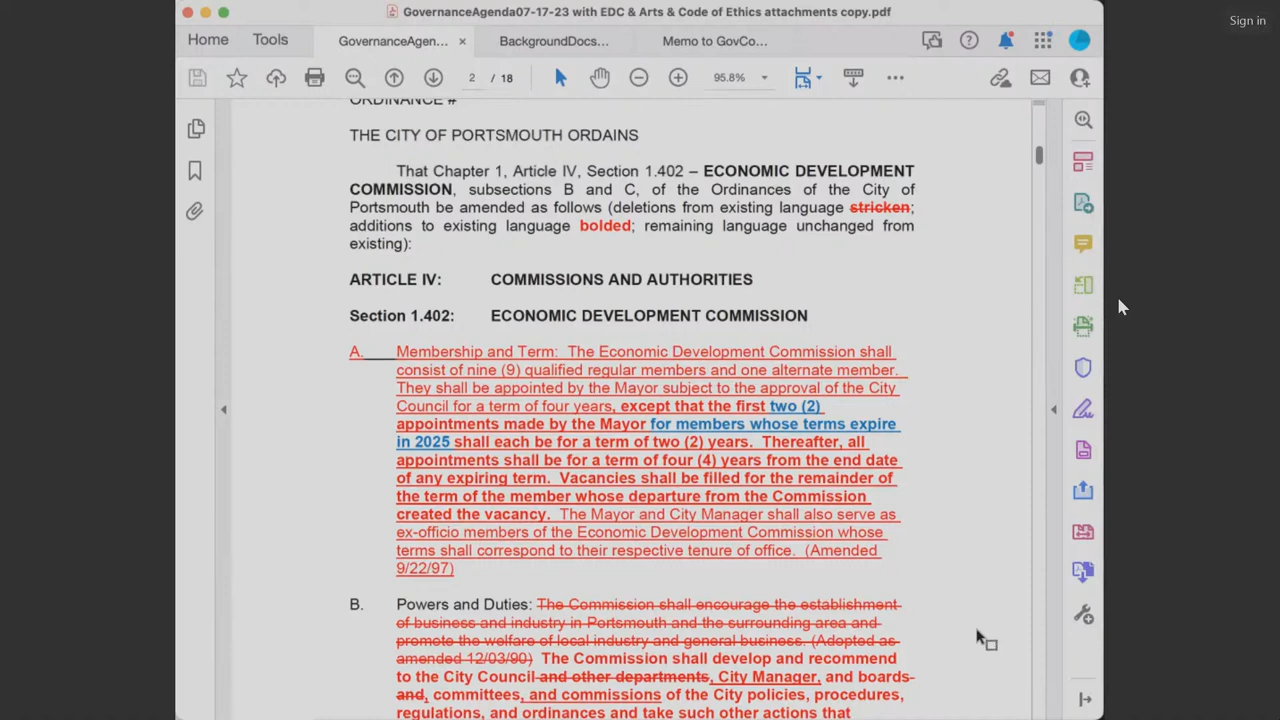 Sign in
GovernanceAgenda07-17-23 with EDC & Arts & Code of Ethics attachments copy.pdf
Home Tools GovernanceAgen... × BackgroundDocs... Memo to GovCo...
2 / 18 95.8%
ORDINANCE #
THE CITY OF PORTSMOUTH ORDAINS
That Chapter 1, Article IV, Section 1.402 – ECONOMIC DEVELOPMENT
COMMISSION, subsections B and C, of the Ordinances of the City of
Portsmouth be amended as follows (deletions from existing language stricken;
additions to existing language bolded; remaining language unchanged from
existing):
ARTICLE IV: COMMISSIONS AND AUTHORITIES
Section 1.402: ECONOMIC DEVELOPMENT COMMISSION
A. Membership and Term: The Economic Development Commission shall
consist of nine (9) qualified regular members and one alternate member.
They shall be appointed by the Mayor subject to the approval of the City
Council for a term of four years, except that the first two (2)
appointments made by the Mayor for members whose terms expire
in 2025 shall each be for a term of two (2) years. Thereafter, all
appointments shall be for a term of four (4) years from the end date
of any expiring term. Vacancies shall be filled for the remainder of
the term of the member whose departure from the Commission
created the vacancy. The Mayor and City Manager shall also serve as
ex-officio members of the Economic Development Commission whose
terms shall correspond to their respective tenure of office. (Amended
9/22/97)
B. Powers and Duties: The Commission shall encourage the establishment
of business and industry in Portsmouth and the surrounding area and
promote the welfare of local industry and general business. (Adopted as
amended 12/03/90) The Commission shall develop and recommend
to the City Council and other departments, City Manager, and boards
and, committees, and commissions of the City policies, procedures,
regulations, and ordinances and take such other actions that